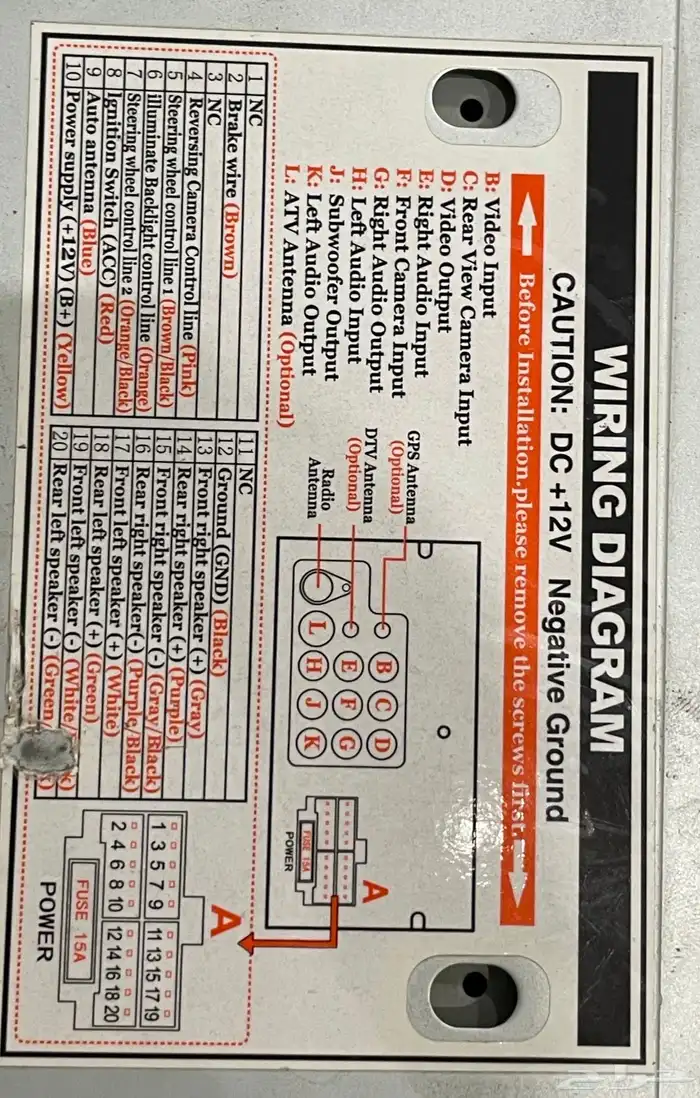 WIRING DIAGRAM
CAUTION: DC +12V Negative Ground
Before Installation,please remove the screws first.
B: Video Input
C: Rear View Camera Input
D: Video Output
E: Right Audio Input
F: Front Camera Input
G: Right Audio Output
H: Left Audio Input
J: Subwoofer Output
K: Left Audio Output
L: ATV Antenna (Optional)
GPS Antenna
(Optional)
DTV Antenna
(Optional)
Radio
Antenna
B C D
E F G
L H J K
A
FUSE 15A
POWER
1 NC
2 Brake wire (Brown)
3 NC
4 Reversing Camera Control line (Pink)
5 Steering wheel control line 1 (Brown/Black)
6 Illuminate Backlight control line (Orange)
7 Steering wheel control line 2 (Orange/Black)
8 Ignition Switch (ACC) (Red)
9 Auto antenna (Blue)
10 Power supply (+12V) (B+) (Yellow)
11 NC
12 Ground (GND) (Black)
13 Front right speaker (+) (Gray)
14 Rear right speaker (+) (Purple)
15 Front right speaker (-) (Gray/Black)
16 Rear right speaker(-) (Purple/Black)
17 Front left speaker (+) (White)
18 Rear left speaker (+) (Green)
19 Front left speaker (-) (White/
20 Rear left speaker (-) (Green
A
1 3 5 7 9 11 13 15 17 19
2 4 6 8 10 12 14 16 18 20
FUSE 15A
POWER
حراج